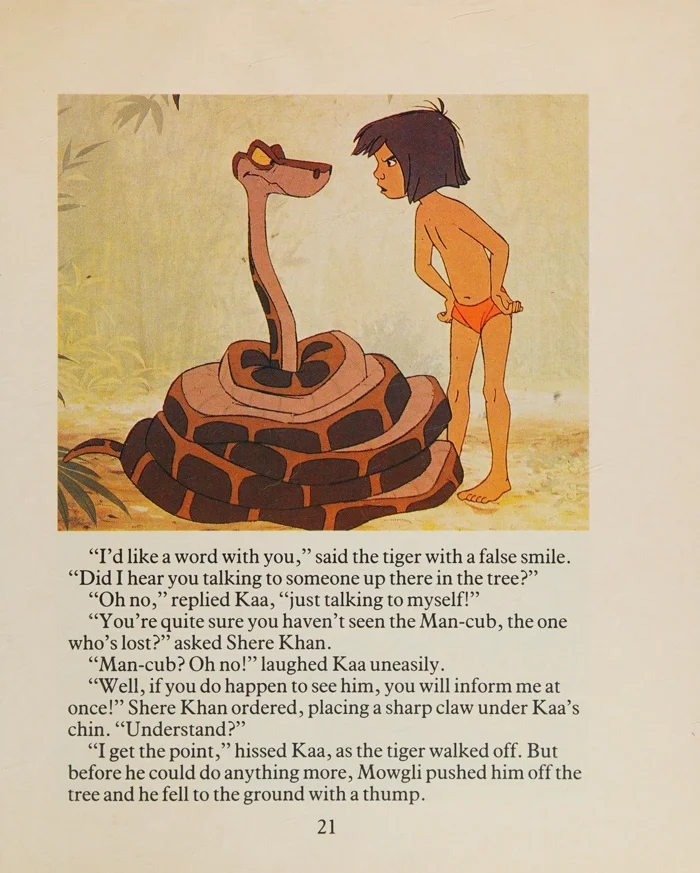 “I’d like a word with you,” said the tiger with a false smile.
“Did I hear you talking to someone up there in the tree?”
“Oh no,” replied Kaa, “just talking to myself!”
“You’re quite sure you haven’t seen the Man-cub, the one
who’s lost?” asked Shere Khan.
“Man-cub? Oh no!” laughed Kaa uneasily.
“Well, if you do happen to see him, you will inform me at
once!” Shere Khan ordered, placing a sharp claw under Kaa’s
chin. “Understand?”
“I get the point,” hissed Kaa, as the tiger walked off. But
before he could do anything more, Mowgli pushed him off the
tree and he fell to the ground with a thump.
21